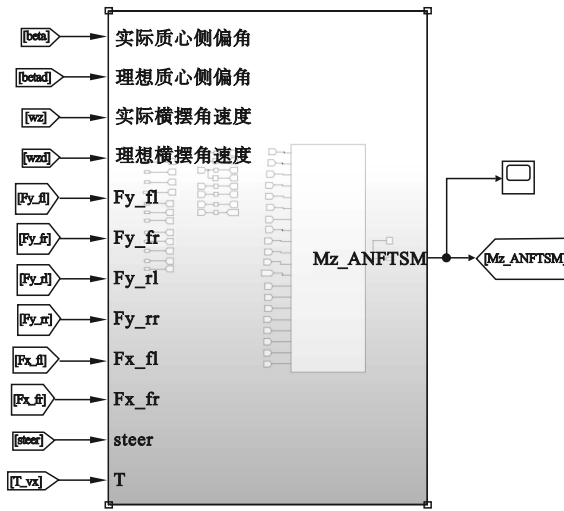 [beta] 实际质心侧偏角
[betad] 理想质心侧偏角
[wz] 实际横摆角速度
[wzd] 理想横摆角速度
[Fy_fl] Fy_fl
[Fy_fr] Fy_fr
[Fy_rl] Fy_rl
[Fy_rr] Fy_rr
[Fx_fl] Fx_fl
[Fx_fr] Fx_fr
[steer] steer
[T_vx] T
Mz_ANFTSM [Mz_ANFTSM]